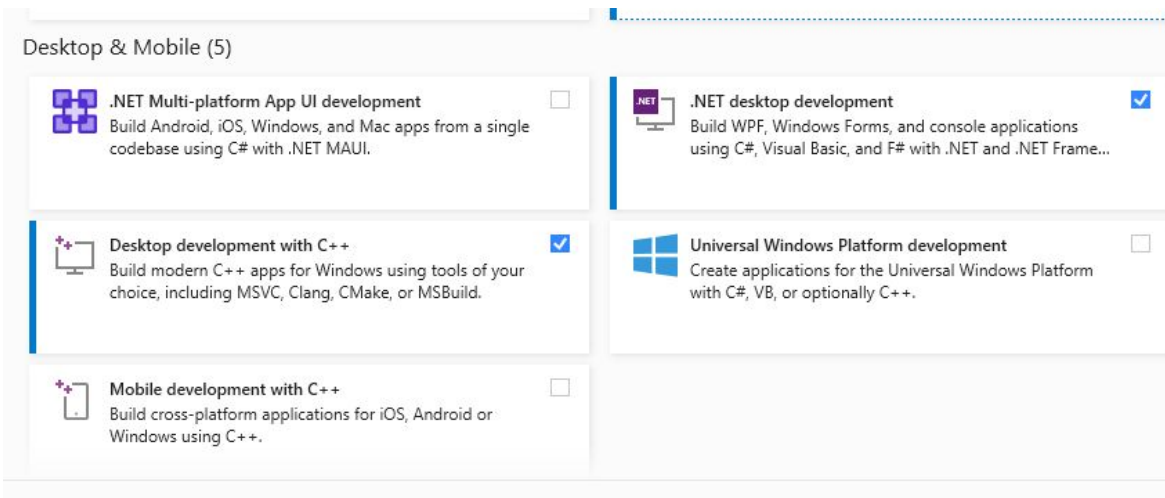 Desktop & Mobile (5)
.NET Multi-platform App UI development
Build Android, iOS, Windows, and Mac apps from a single
codebase using C# with .NET MAUI.
.NET
.NET desktop development
Build WPF, Windows Forms, and console applications
using C#, Visual Basic, and F# with .NET and .NET Frame...
Desktop development with C++
Build modern C++ apps for Windows using tools of your
choice, including MSVC, Clang, CMake, or MSBuild.
Universal Windows Platform development
Create applications for the Universal Windows Platform
with C#, VB, or optionally C++.
Mobile development with C++
Build cross-platform applications for iOS, Android or
Windows using C++.